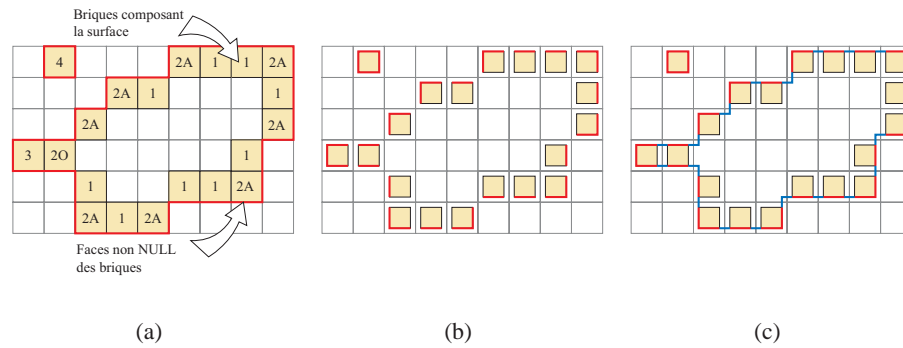 Briques composant
la surface
4 2A 1 1 2A
2A 1 1
2A 2A
3 2O 1
1 1 1 2A
2A 1 2A
Faces non NULL
des briques
(a) (b) (c)